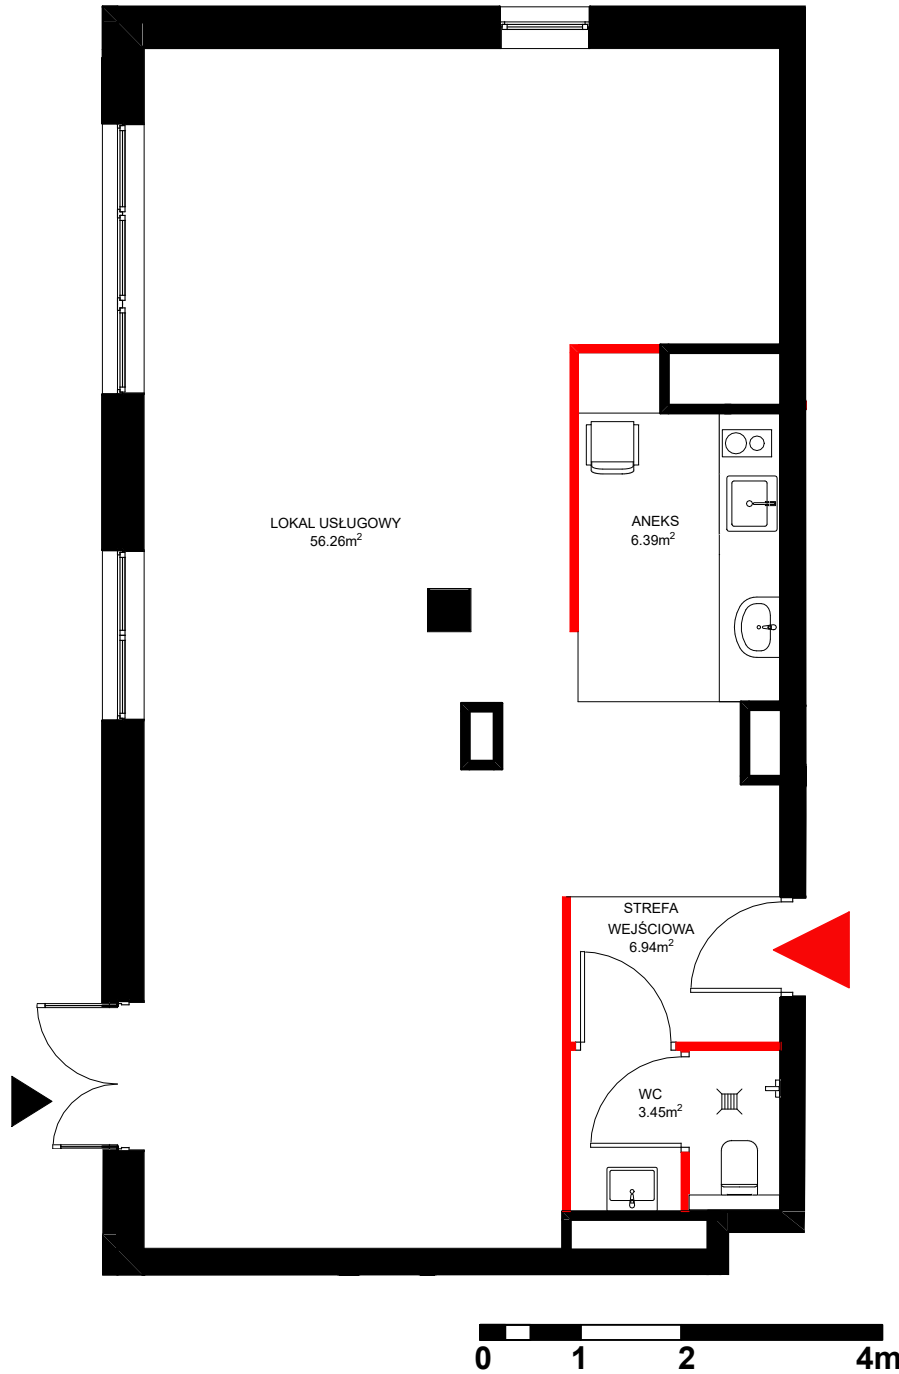 LOKAL USŁUGOWY
56.26m²
ANEKS
6.39m²
STREFA
WEJŚCIOWA
6.94m²
WC
3.45m²
0 1 2 4m